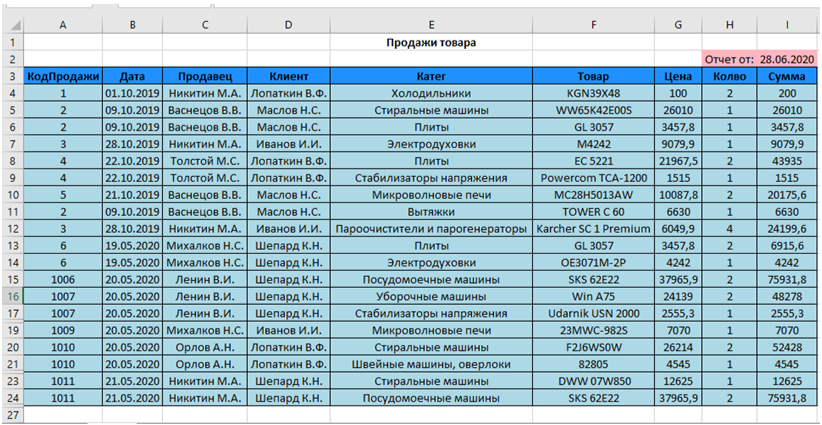 A B C D E F G H I
1 Продажи товара
2 Отчет от: 28.06.2020
3 КодПродажи Дата Продавец Клиент Катег Товар Цена Колво Сумма
4 1 01.10.2019 Никитин М.А. Лопаткин В.Ф. Холодильники KGN39X48 100 2 200
5 2 09.10.2019 Васнецов В.В. Маслов Н.С. Стиральные машины WW65K42E00S 26010 1 26010
6 2 09.10.2019 Васнецов В.В. Маслов Н.С. Плиты GL 3057 3457,8 1 3457,8
7 3 28.10.2019 Никитин М.А. Иванов И.И. Электродуховки M4242 9079,9 1 9079,9
8 4 22.10.2019 Толстой М.С. Лопаткин В.Ф. Плиты EC 5221 21967,5 2 43935
9 4 22.10.2019 Толстой М.С. Лопаткин В.Ф. Стабилизаторы напряжения Powercom TCA-1200 1515 1 1515
10 5 21.10.2019 Васнецов В.В. Маслов Н.С. Микроволновые печи MC28H5013AW 10087,8 2 20175,6
11 2 09.10.2019 Васнецов В.В. Маслов Н.С. Вытяжки TOWER C 60 6630 1 6630
12 3 28.10.2019 Никитин М.А. Иванов И.И. Пароочистители и парогенераторы Karcher SC 1 Premium 6049,9 4 24199,6
13 6 19.05.2020 Михалков Н.С. Шепард К.Н. Плиты GL 3057 3457,8 2 6915,6
14 6 19.05.2020 Михалков Н.С. Шепард К.Н. Электродуховки OE3071M-2P 4242 1 4242
15 1006 20.05.2020 Ленин В.И. Шепард К.Н. Посудомоечные машины SKS 62E22 37965,9 2 75931,8
16 1007 20.05.2020 Ленин В.И. Шепард К.Н. Уборочные машины Win A75 24139 2 48278
17 1007 20.05.2020 Ленин В.И. Шепард К.Н. Стабилизаторы напряжения Udarnik USN 2000 2555,3 1 2555,3
19 1009 20.05.2020 Михалков Н.С. Иванов И.И. Микроволновые печи 23MWC-982S 7070 1 7070
20 1010 20.05.2020 Орлов А.Н. Лопаткин В.Ф. Стиральные машины F2J6WS0W 26214 2 52428
21 1010 20.05.2020 Орлов А.Н. Лопаткин В.Ф. Швейные машины, оверлоки 82805 4545 1 4545
23 1011 21.05.2020 Никитин М.А. Шепард К.Н. Стиральные машины DWW 07W850 12625 1 12625
24 1011 21.05.2020 Никитин М.А. Шепард К.Н. Посудомоечные машины SKS 62E22 37965,9 2 75931,8
27